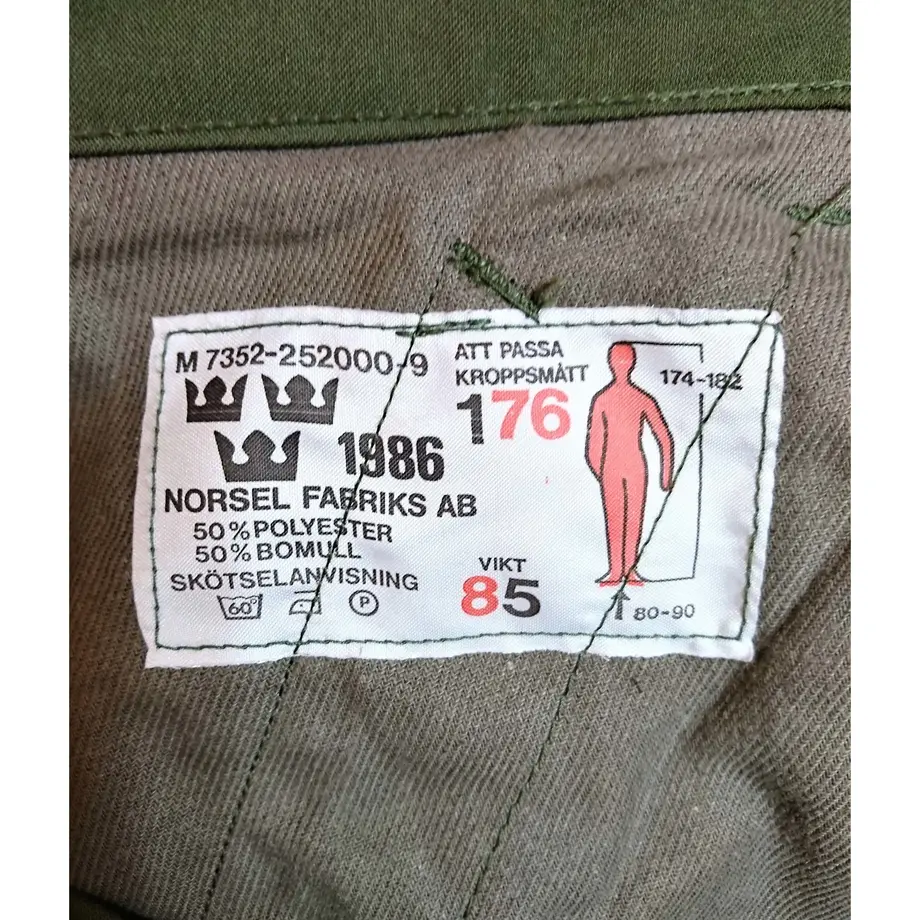 M 7352-252000-9
1986
NORSEL FABRIKS AB
50% POLYESTER
50% BOMULL
SKÖTSELANVISNING
60°
P
ATT PASSA
KROPPSMÅTT
176
174-182
VIKT
85
80-90